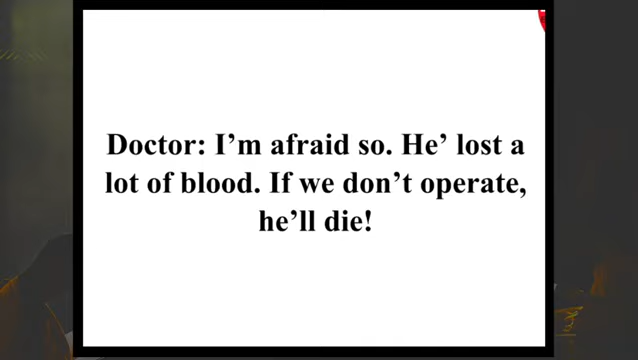 Doctor: I’m afraid so. He’ lost a
lot of blood. If we don’t operate,
he’ll die!